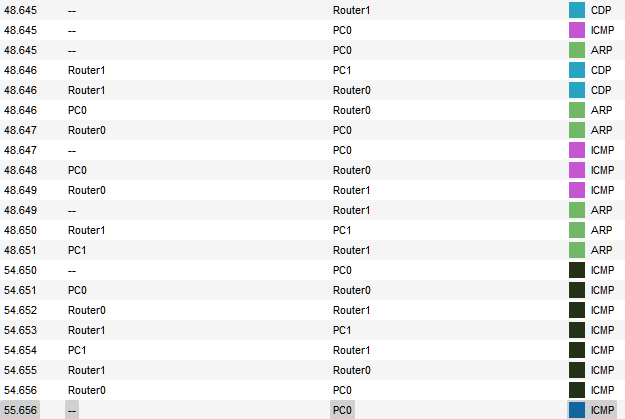 48.645 -- Router1 CDP
48.645 -- PC0 ICMP
48.645 -- PC0 ARP
48.646 Router1 PC1 CDP
48.646 Router1 Router0 CDP
48.646 PC0 Router0 ARP
48.647 Router0 PC0 ARP
48.647 -- PC0 ICMP
48.648 PC0 Router0 ICMP
48.649 Router0 Router1 ICMP
48.649 -- Router1 ARP
48.650 Router1 PC1 ARP
48.651 PC1 Router1 ARP
54.650 -- PC0 ICMP
54.651 PC0 Router0 ICMP
54.652 Router0 Router1 ICMP
54.653 Router1 PC1 ICMP
54.654 PC1 Router1 ICMP
54.655 Router1 Router0 ICMP
54.656 Router0 PC0 ICMP
55.656 -- PC0 ICMP